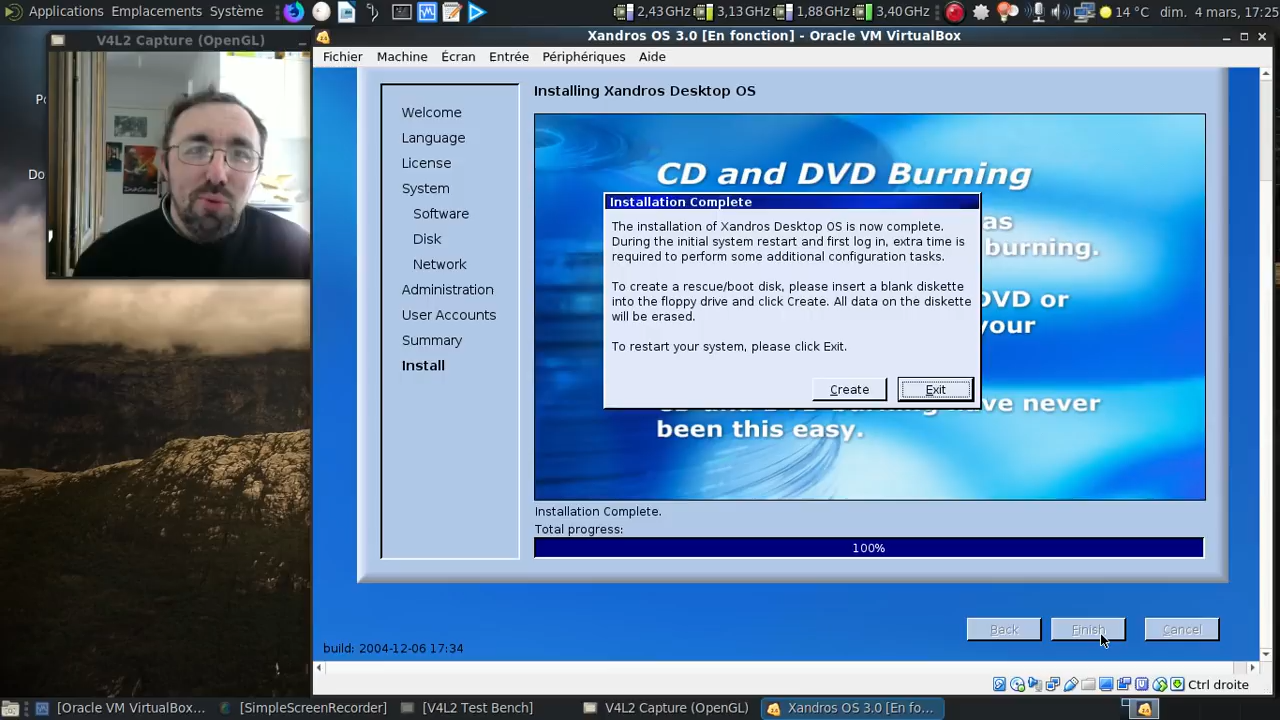 Applications Emplacements Système
2,43 GHz 3,13 GHz 1,88 GHz 3,40 GHz
14 °C dim. 4 mars, 17:25
V4L2 Capture (OpenGL)
Xandros OS 3.0 [En fonction] - Oracle VM VirtualBox
Fichier Machine Écran Entrée Périphériques Aide
Welcome
Language
License
System
Software
Disk
Network
Administration
User Accounts
Summary
Install
Installing Xandros Desktop OS
CD and DVD Burning
as
burning.
DVD or
your
have never
been this easy.
Installation Complete
The installation of Xandros Desktop OS is now complete.
During the initial system restart and first log in, extra time is
required to perform some additional configuration tasks.
To create a rescue/boot disk, please insert a blank diskette
into the floppy drive and click Create. All data on the diskette
will be erased.
To restart your system, please click Exit.
Create Exit
Installation Complete.
Total progress:
100%
Back Finish Cancel
build: 2004-12-06 17:34
Ctrl droite
[Oracle VM VirtualBox... [SimpleScreenRecorder] [V4L2 Test Bench] V4L2 Capture (OpenGL) Xandros OS 3.0 [En fo...